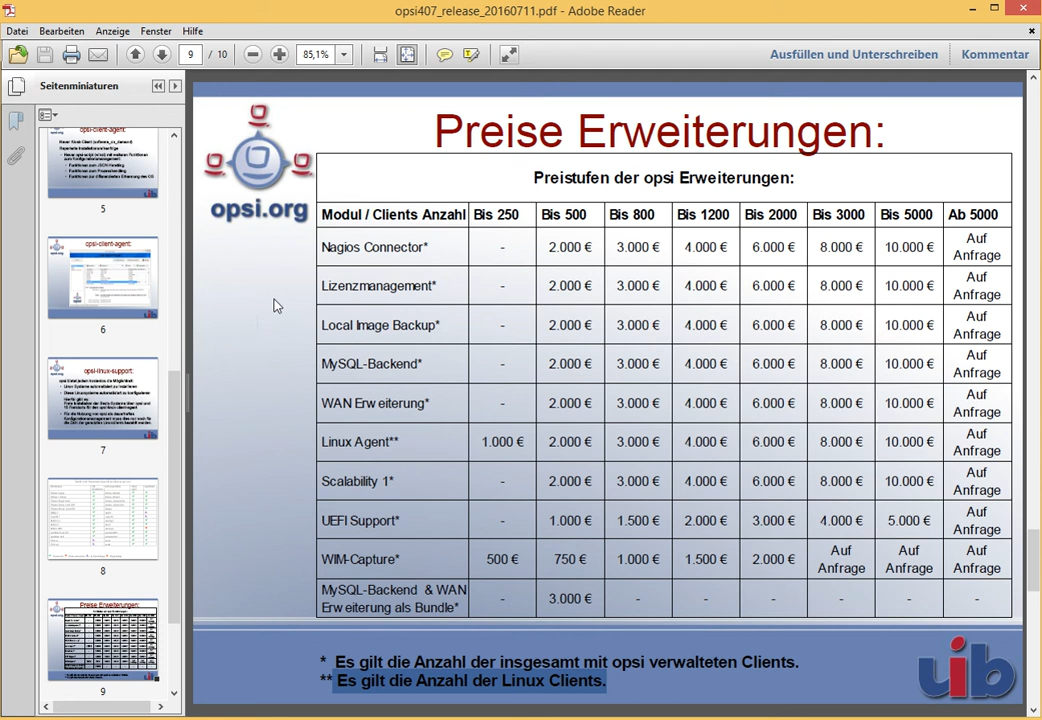 opsi407_release_20160711.pdf - Adobe Reader
Datei Bearbeiten Anzeige Fenster Hilfe
9 / 10 85,1% Ausfüllen und Unterschreiben Kommentar
Seitenminiaturen
opsi-client-agent:
5
opsi-client-agent:
6
opsi-linux-support:
7
8
Preise Erweiterungen:
9
opsi.org
Preise Erweiterungen:
Preistufen der opsi Erweiterungen:
Modul / Clients Anzahl Bis 250 Bis 500 Bis 800 Bis 1200 Bis 2000 Bis 3000 Bis 5000 Ab 5000
Nagios Connector* - 2.000 € 3.000 € 4.000 € 6.000 € 8.000 € 10.000 € Auf Anfrage
Lizenzmanagement* - 2.000 € 3.000 € 4.000 € 6.000 € 8.000 € 10.000 € Auf Anfrage
Local Image Backup* - 2.000 € 3.000 € 4.000 € 6.000 € 8.000 € 10.000 € Auf Anfrage
MySQL-Backend* - 2.000 € 3.000 € 4.000 € 6.000 € 8.000 € 10.000 € Auf Anfrage
WAN Erweiterung* - 2.000 € 3.000 € 4.000 € 6.000 € 8.000 € 10.000 € Auf Anfrage
Linux Agent** 1.000 € 2.000 € 3.000 € 4.000 € 6.000 € 8.000 € 10.000 € Auf Anfrage
Scalability 1* - 2.000 € 3.000 € 4.000 € 6.000 € 8.000 € 10.000 € Auf Anfrage
UEFI Support* - 1.000 € 1.500 € 2.000 € 3.000 € 4.000 € 5.000 € Auf Anfrage
WIM-Capture* 500 € 750 € 1.000 € 1.500 € 2.000 € Auf Anfrage Auf Anfrage Auf Anfrage
MySQL-Backend & WAN
Erweiterung als Bundle* - 3.000 € - - - - - -
* Es gilt die Anzahl der insgesamt mit opsi verwalteten Clients.
** Es gilt die Anzahl der Linux Clients.
uib